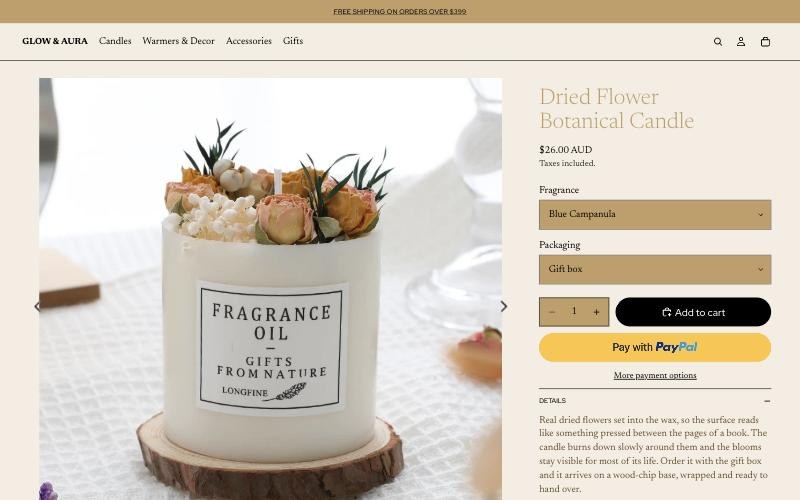 FREE SHIPPING ON ORDERS OVER $399
GLOW & AURA Candles Warmers & Decor Accessories Gifts
FRAGRANCE
OIL
–
GIFTS
FROM NATURE
LONGFINE
Dried Flower
Botanical Candle
$26.00 AUD
Taxes included.
Fragrance
Blue Campanula
Packaging
Gift box
− 1 +
Add to cart
Pay with PayPal
More payment options
DETAILS −
Real dried flowers set into the wax, so the surface reads
like something pressed between the pages of a book. The
candle burns down slowly around them and the blooms
stay visible for most of its life. Order it with the gift box
and it arrives on a wood-chip base, wrapped and ready to
hand over.